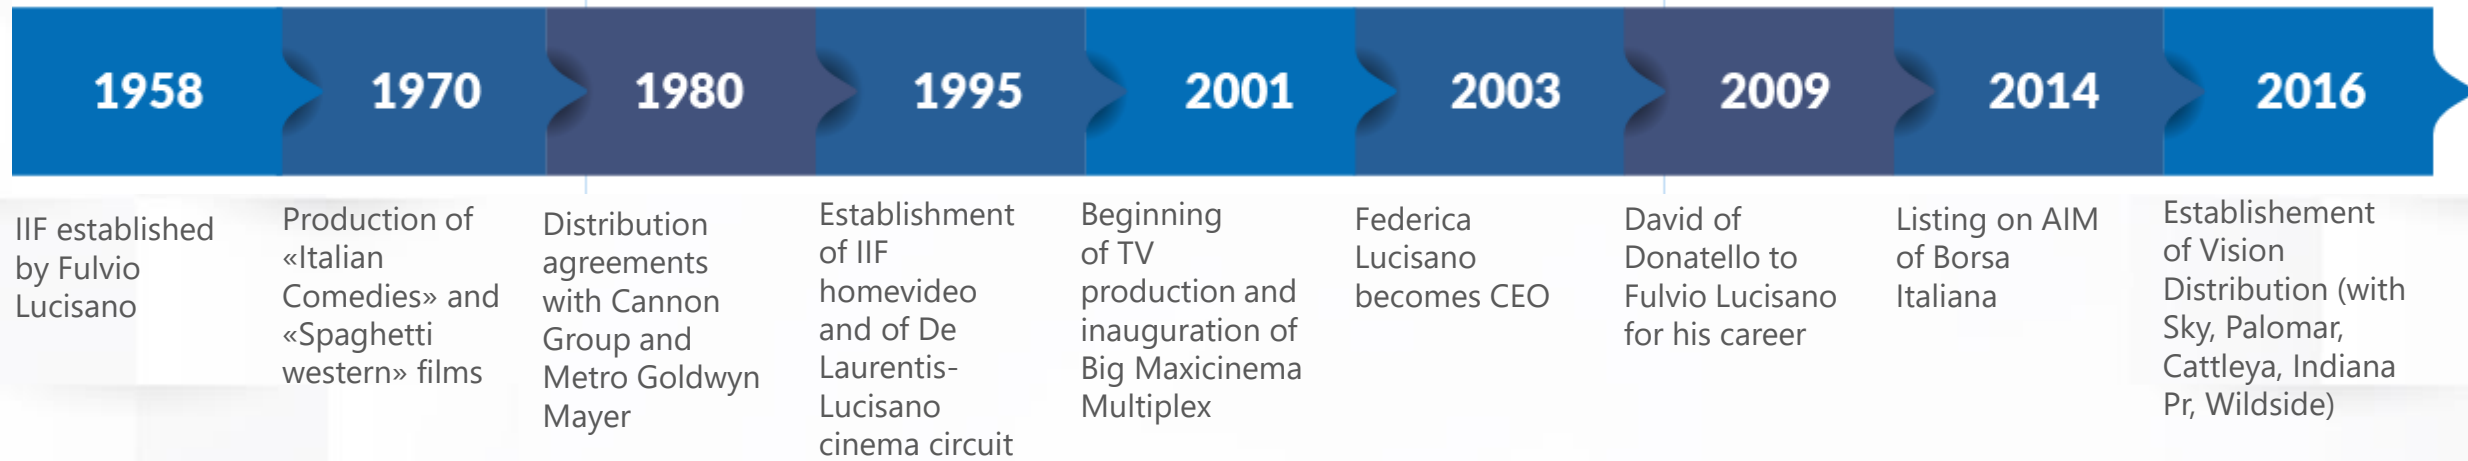 1958
1970
1980
1995
2001
2003
2009
2014
2016
IIF established
by Fulvio
Lucisano
Production of
«Italian
Comedies» and
«Spaghetti
western» films
Distribution
agreements
with Cannon
Group and
Metro Goldwyn
Mayer
Establishment
of IIF
homevideo
and of De
Laurentis-
Lucisano
cinema circuit
Beginning
of TV
production and
inauguration of
Big Maxicinema
Multiplex
Federica
Lucisano
becomes CEO
David of
Donatello to
Fulvio Lucisano
for his career
Listing on AIM
of Borsa
Italiana
Establishement
of Vision
Distribution (with
Sky, Palomar,
Cattleya, Indiana
Pr, Wildside)